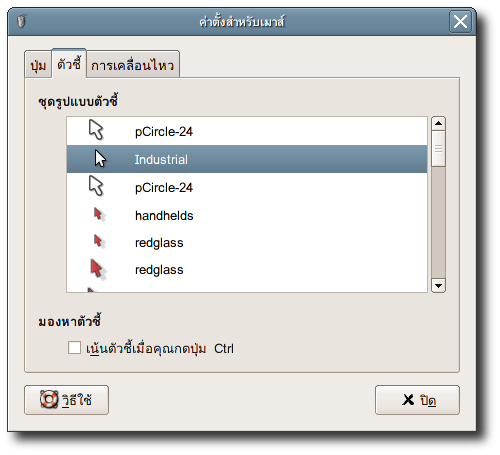 ค่าตั้งสำหรับเมาส์
ปุ่ม ตัวชี้ การเคลื่อนไหว
ชุดรูปแบบตัวชี้
pCircle-24
Industrial
pCircle-24
handhelds
redglass
redglass
มองหาตัวชี้
เน้นตัวชี้เมื่อคุณกดปุ่ม Ctrl
วิธีใช้ ปิด